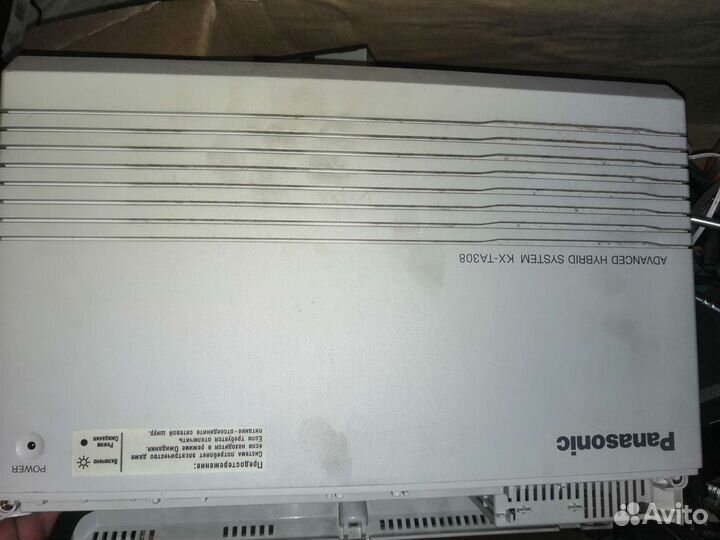 Panasonic
ADVANCED HYBRID SYSTEM KX-TA308
POWER
Предостережение:
Система потребляет электричество даже
если находится в режиме Ожидания.
Если требуется отключить
питание-отсоедините сетевой шнур.
Включено
Режим
Ожидания
Avito